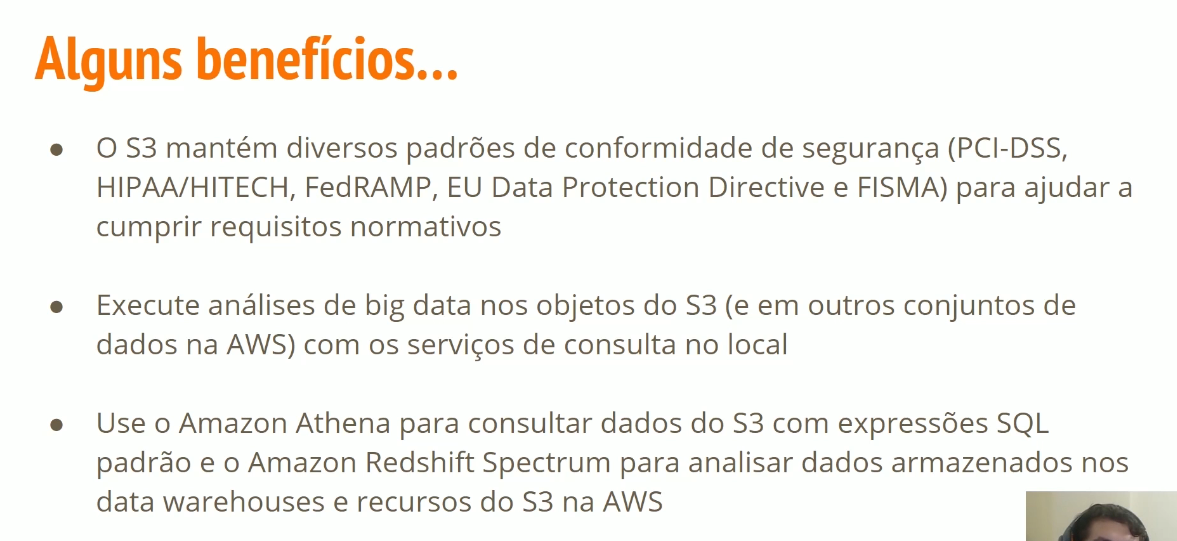 Alguns benefícios...
● O S3 mantém diversos padrões de conformidade de segurança (PCI-DSS,
HIPAA/HITECH, FedRAMP, EU Data Protection Directive e FISMA) para ajudar a
cumprir requisitos normativos
● Execute análises de big data nos objetos do S3 (e em outros conjuntos de
dados na AWS) com os serviços de consulta no local
● Use o Amazon Athena para consultar dados do S3 com expressões SQL
padrão e o Amazon Redshift Spectrum para analisar dados armazenados nos
data warehouses e recursos do S3 na AWS